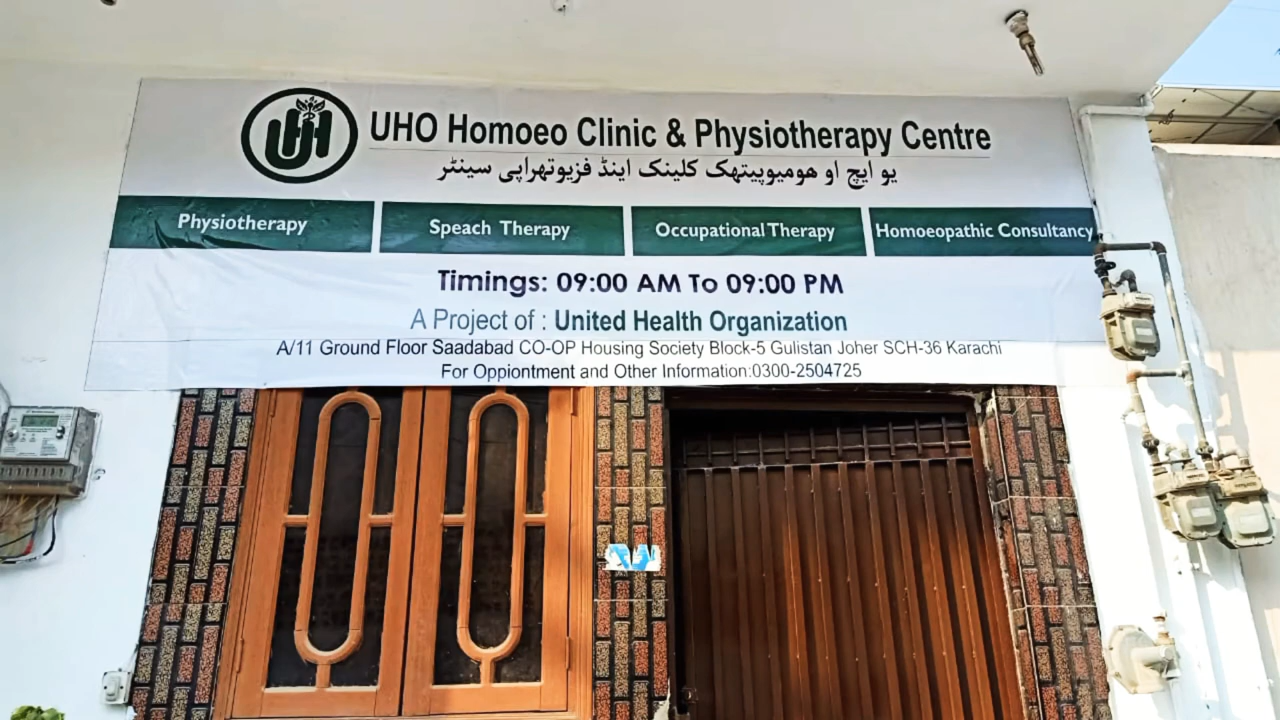 UHO Homoeo Clinic & Physiotherapy Centre
یو ایچ او ھومیوپیتھک کلینک اینڈ فزیوتھراپی سینٹر
Physiotherapy
Speach Therapy
Occupational Therapy
Homoeopathic Consultancy
Timings: 09:00 AM To 09:00 PM
A Project of : United Health Organization
A/11 Ground Floor Saadabad CO-OP Housing Society Block-5 Gulistan Joher SCH-36 Karachi
For Oppiontment and Other Information:0300-2504725